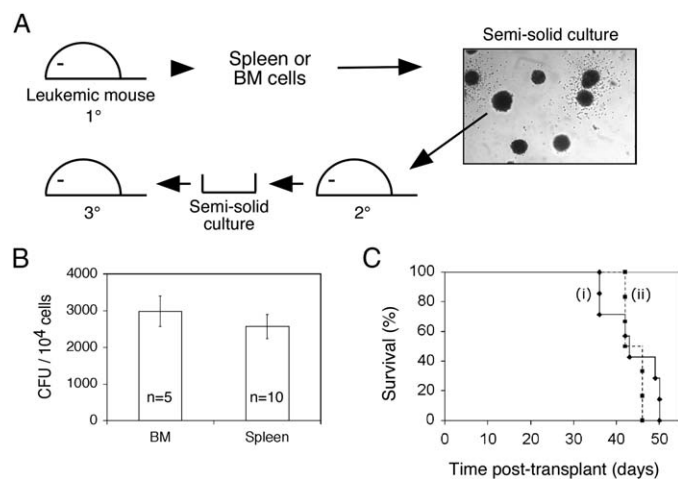 A
Semi-solid culture
Leukemic mouse
1°
Spleen or
BM cells
3°
Semi-solid
culture
2°
B
CFU / 10⁴ cells
4000
3000
2000
1000
0
n=5
n=10
BM
Spleen
C
Survival (%)
100
80
60
40
20
0
(i)
(ii)
0
10
20
30
40
50
Time post-transplant (days)